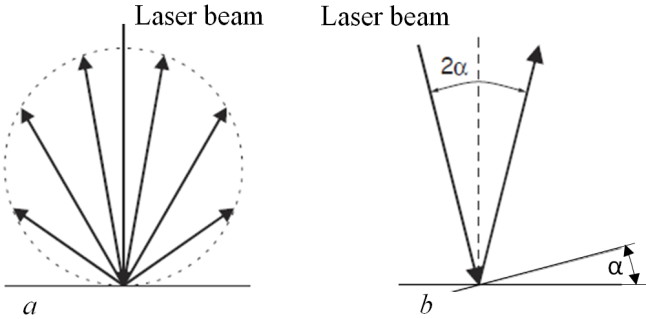 Laser beam
a
Laser beam
2α
α
b